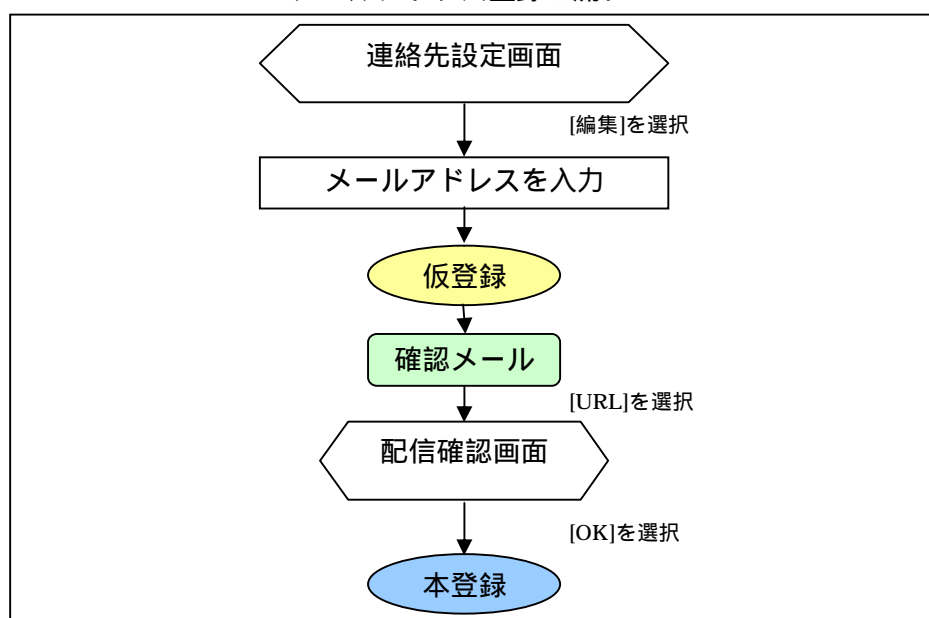 連絡先設定画面
[編集]を選択
メールアドレスを入力
仮登録
確認メール
[URL]を選択
配信確認画面
[OK]を選択
本登録